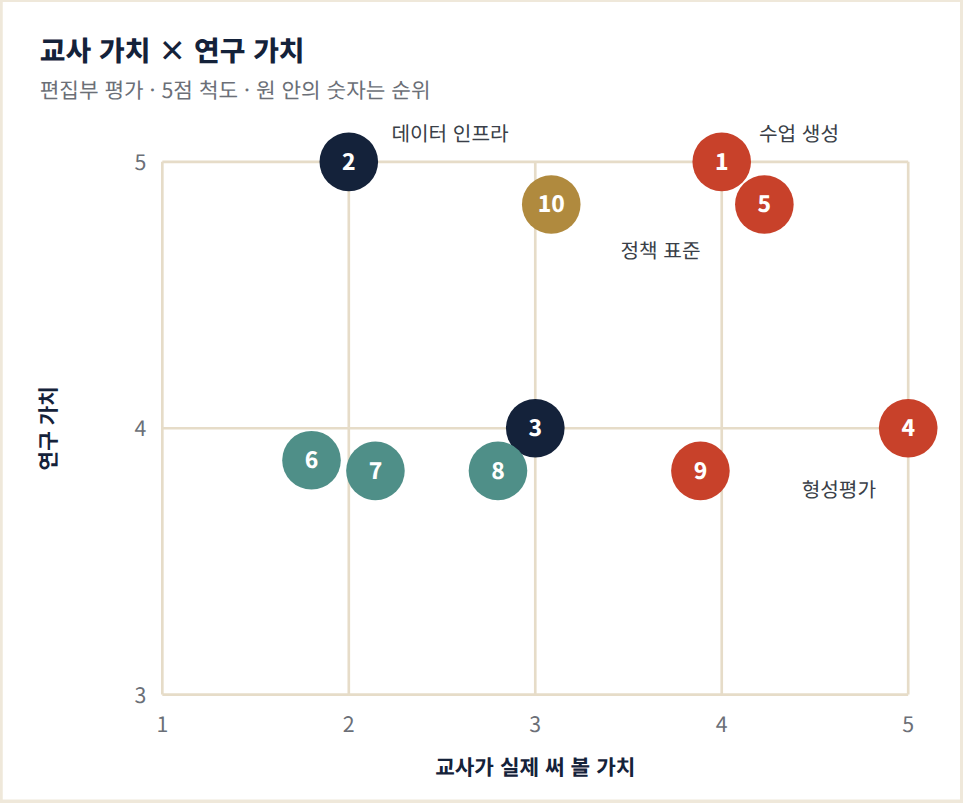 교사 가치 × 연구 가치
편집부 평가 · 5점 척도 · 원 안의 숫자는 순위
데이터 인프라
수업 생성
5
2
1
10
5
정책 표준
연구 가치
4
3
4
6
7
8
9
형성평가
3
1
2
3
4
5
교사가 실제 써 볼 가치